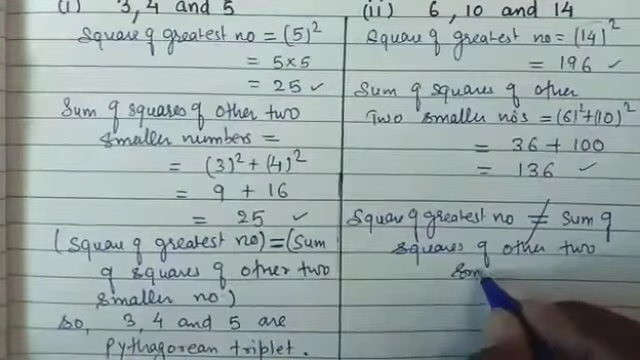 (i) 3, 4 and 5
Square of greatest no = (5)²
= 5×5
= 25 ✓
Sum of squares of other two
smaller numbers =
= (3)² + (4)²
= 9 + 16
= 25 ✓
(Square of greatest no) = (Sum
of squares of other two
smaller no)
So, 3, 4 and 5 are
Pythagorean triplet.
(ii) 6, 10 and 14
Square of greatest no = (14)²
= 196 ✓
Sum of squares of other
Two smaller no's = (6)²+(10)²
= 36 + 100
= 136 ✓
Square of greatest no ≠ Sum of
squares of other two
sm